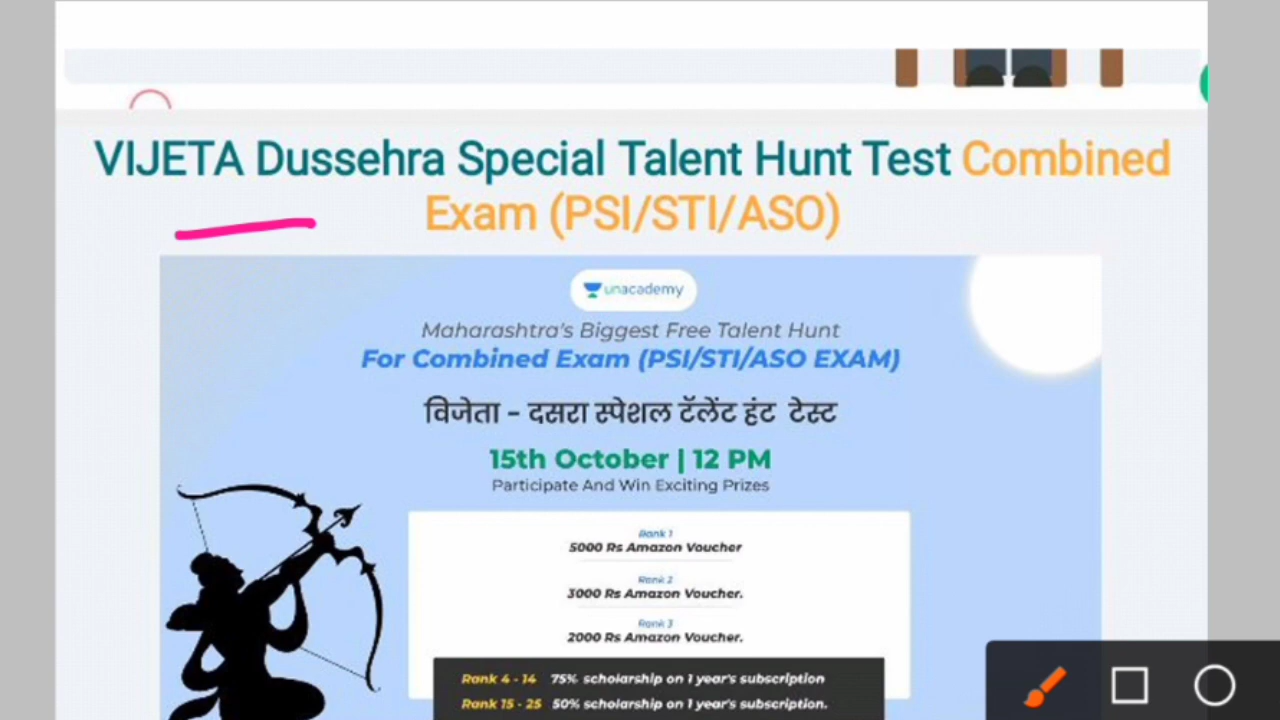 VIJETA Dussehra Special Talent Hunt Test Combined
Exam (PSI/STI/ASO)
unacademy
Maharashtra's Biggest Free Talent Hunt
For Combined Exam (PSI/STI/ASO EXAM)
विजेता - दसरा स्पेशल टॅलेंट हंट टेस्ट
15th October | 12 PM
Participate And Win Exciting Prizes
Rank 1
5000 Rs Amazon Voucher
Rank 2
3000 Rs Amazon Voucher.
Rank 3
2000 Rs Amazon Voucher.
Rank 4 - 14 75% scholarship on 1 year's subscription
Rank 15 - 25 50% scholarship on 1 year's subscription.